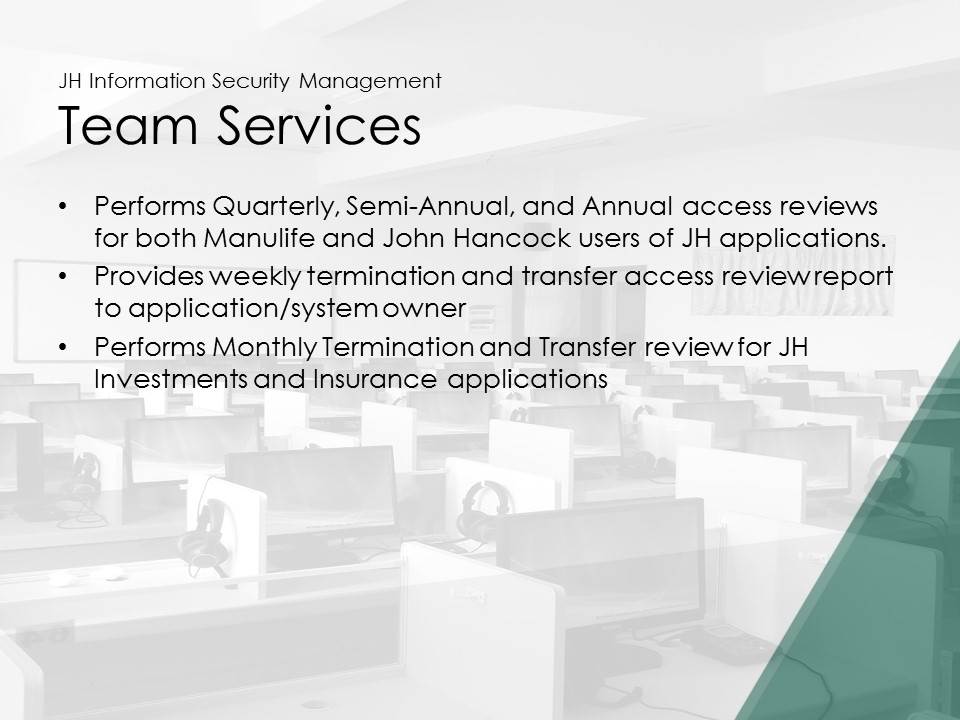 JH Information Security Management
Team Services
• Performs Quarterly, Semi-Annual, and Annual access reviews
for both Manulife and John Hancock users of JH applications.
• Provides weekly termination and transfer access review report
to application/system owner
• Performs Monthly Termination and Transfer review for JH
Investments and Insurance applications